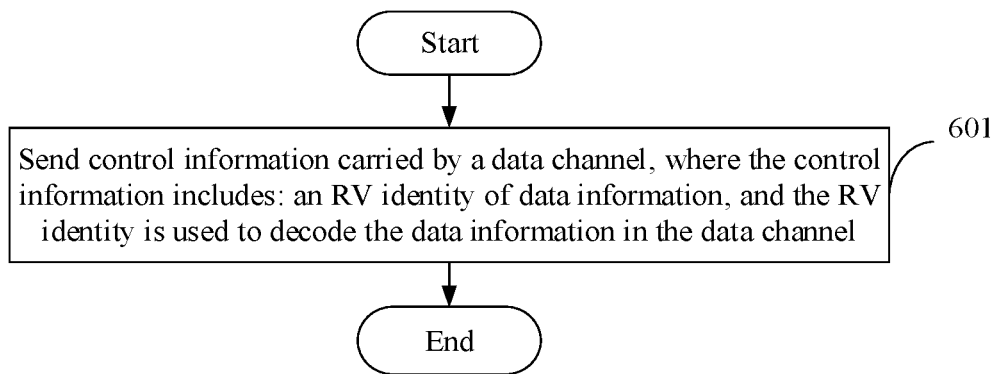 Start
601
Send control information carried by a data channel, where the control
information includes: an RV identity of data information, and the RV
identity is used to decode the data information in the data channel
End